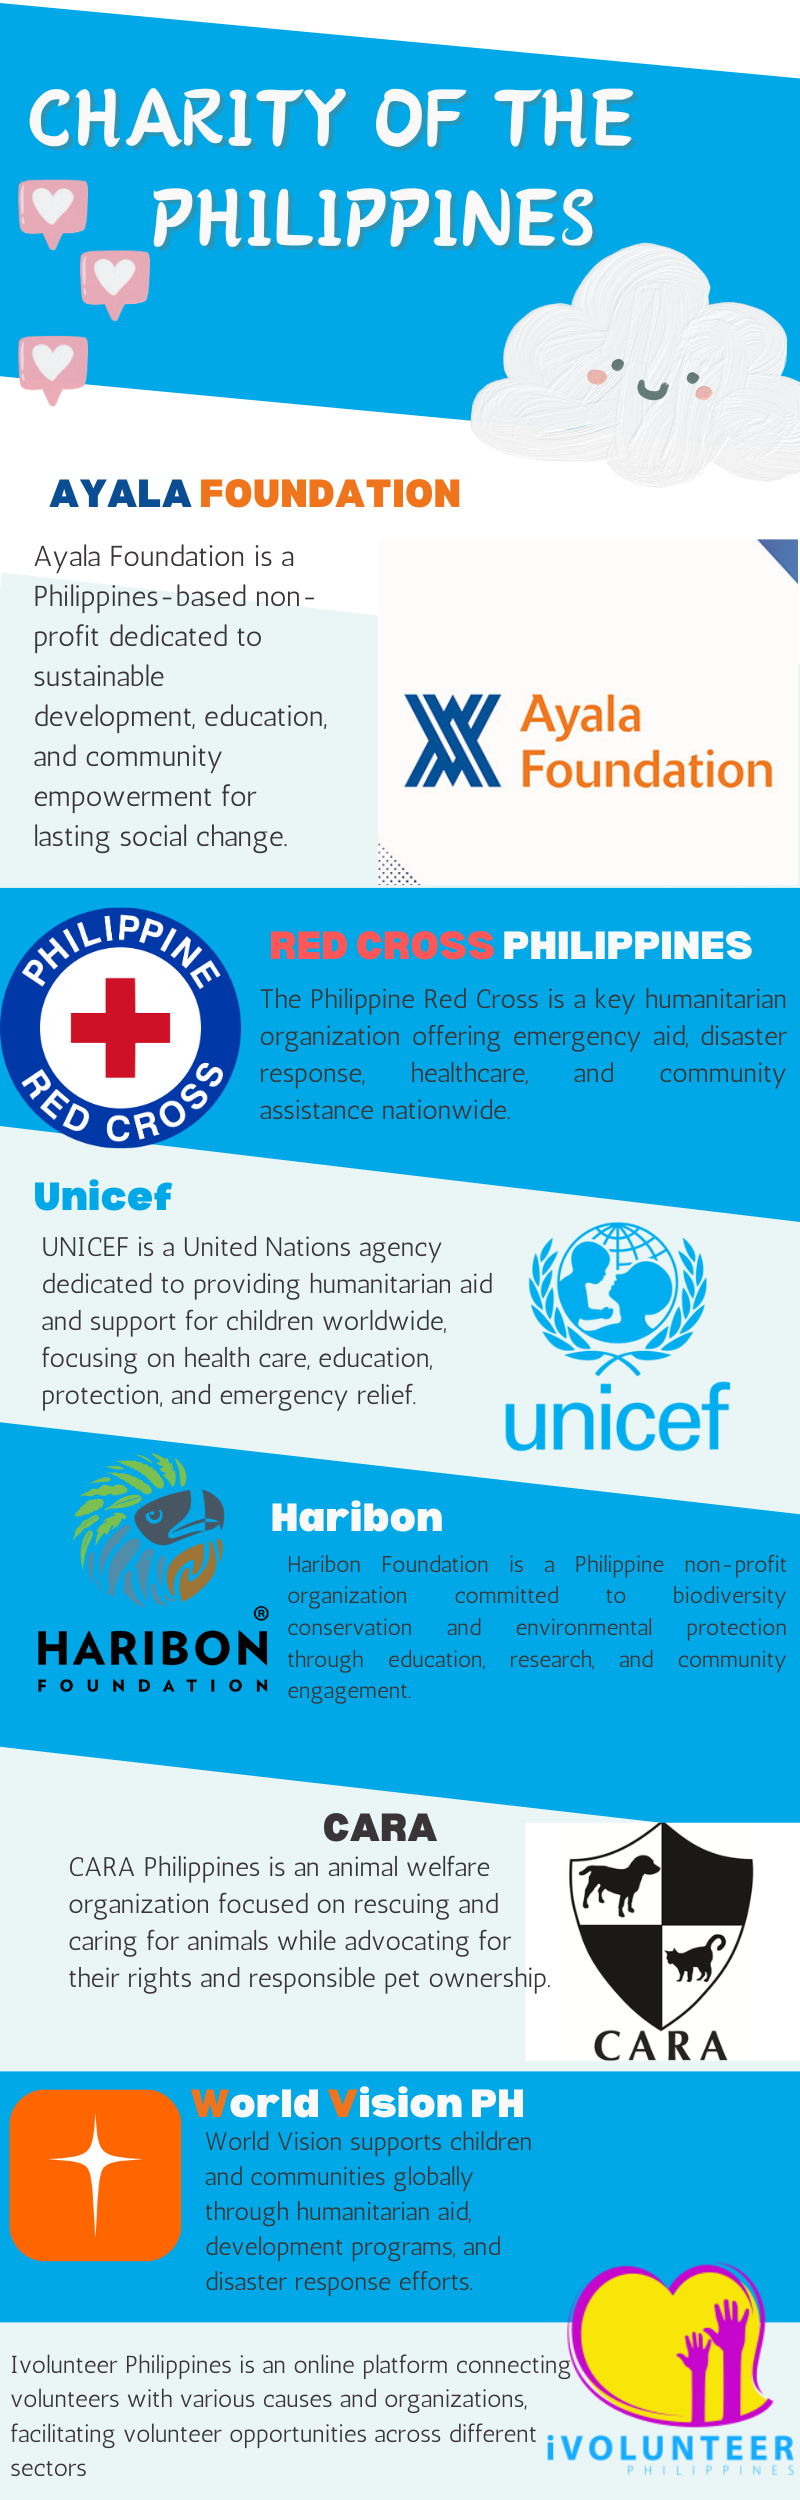 CHARITY OF THE
PHILIPPINES
AYALA FOUNDATION
Ayala Foundation is a
Philippines-based non-
profit dedicated to
sustainable
development, education,
and community
empowerment for
lasting social change.
Ayala
Foundation
PHILIPPINE
RED CROSS
RED CROSS PHILIPPINES
The Philippine Red Cross is a key humanitarian
organization offering emergency aid, disaster
response, healthcare, and community
assistance nationwide.
Unicef
UNICEF is a United Nations agency
dedicated to providing humanitarian aid
and support for children worldwide,
focusing on health care, education,
protection, and emergency relief.
unicef
HARIBON®
FOUNDATION
Haribon
Haribon Foundation is a Philippine non-profit
organization committed to biodiversity
conservation and environmental protection
through education, research, and community
engagement.
CARA
CARA Philippines is an animal welfare
organization focused on rescuing and
caring for animals while advocating for
their rights and responsible pet ownership.
CARA
World Vision PH
World Vision supports children
and communities globally
through humanitarian aid,
development programs, and
disaster response efforts.
Ivolunteer Philippines is an online platform connecting
volunteers with various causes and organizations,
facilitating volunteer opportunities across different
sectors
iVOLUNTEER
PHILIPPINES